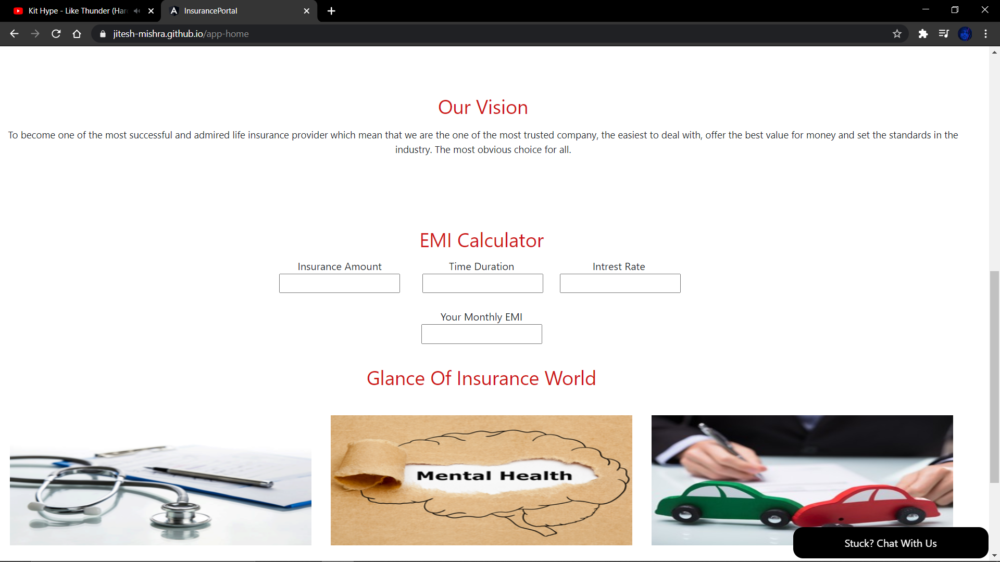 Kit Hype - Like Thunder (Har
InsurancePortal
jitesh-mishra.github.io/app-home
Our Vision
To become one of the most successful and admired life insurance provider which mean that we are the one of the most trusted company, the easiest to deal with, offer the best value for money and set the standards in the
industry. The most obvious choice for all.
EMI Calculator
Insurance Amount
Time Duration
Intrest Rate
Your Monthly EMI
Glance Of Insurance World
Mental Health
Stuck? Chat With Us